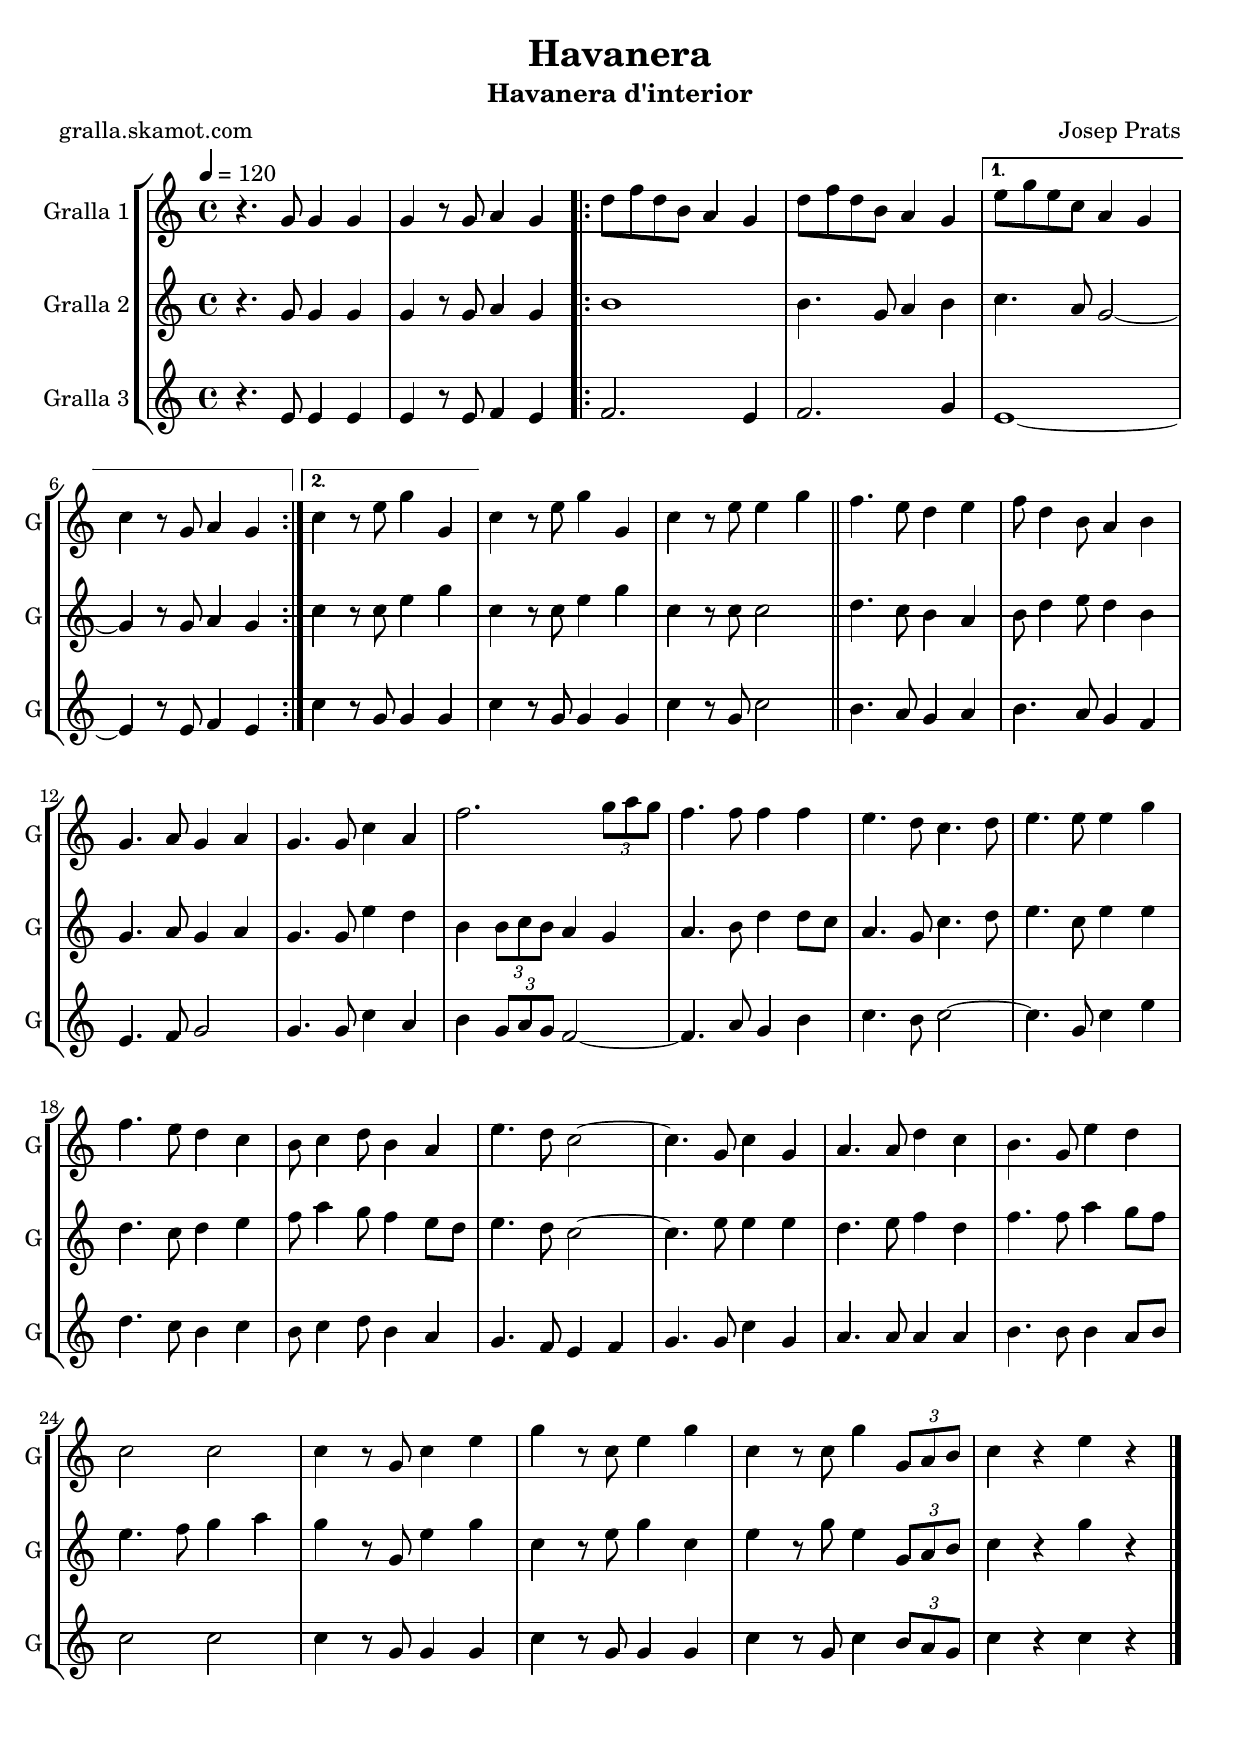 Havanera
Havanera d'interior
gralla.skamot.com
Josep Prats
= 120
1.
Gralla 1
Gralla 2
Gralla 3
6
2.
G
G
G
12
G
3
G
3
3
G
18
G
G
G
24
3
G
3
G
3
G